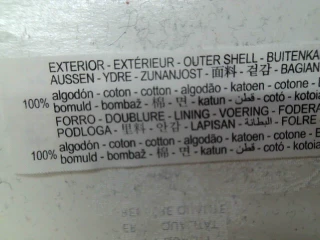 EXTERIOR - EXTÉRIEUR - OUTER SHELL - BUITENKA
AUSSEN - YDRE - ZUNANJOST - 面料 - 겉감 - BAGIAN
100% algodón - coton - cotton - algodão - katoen - cotone -
bomuld - bombaž - 棉 - 면 - katun - قطن - cotó - kotoia
FORRO - DOUBLURE - LINING - VOERING - FODERA
PODLOGA - 里料 - 안감 - LAPISAN - البطانة - FOLRE -
100% algodón - coton - cotton - algodão - katoen - cotone - B
bomuld - bombaž - 棉 - 면 - katun - قطن - cotó - kotoia